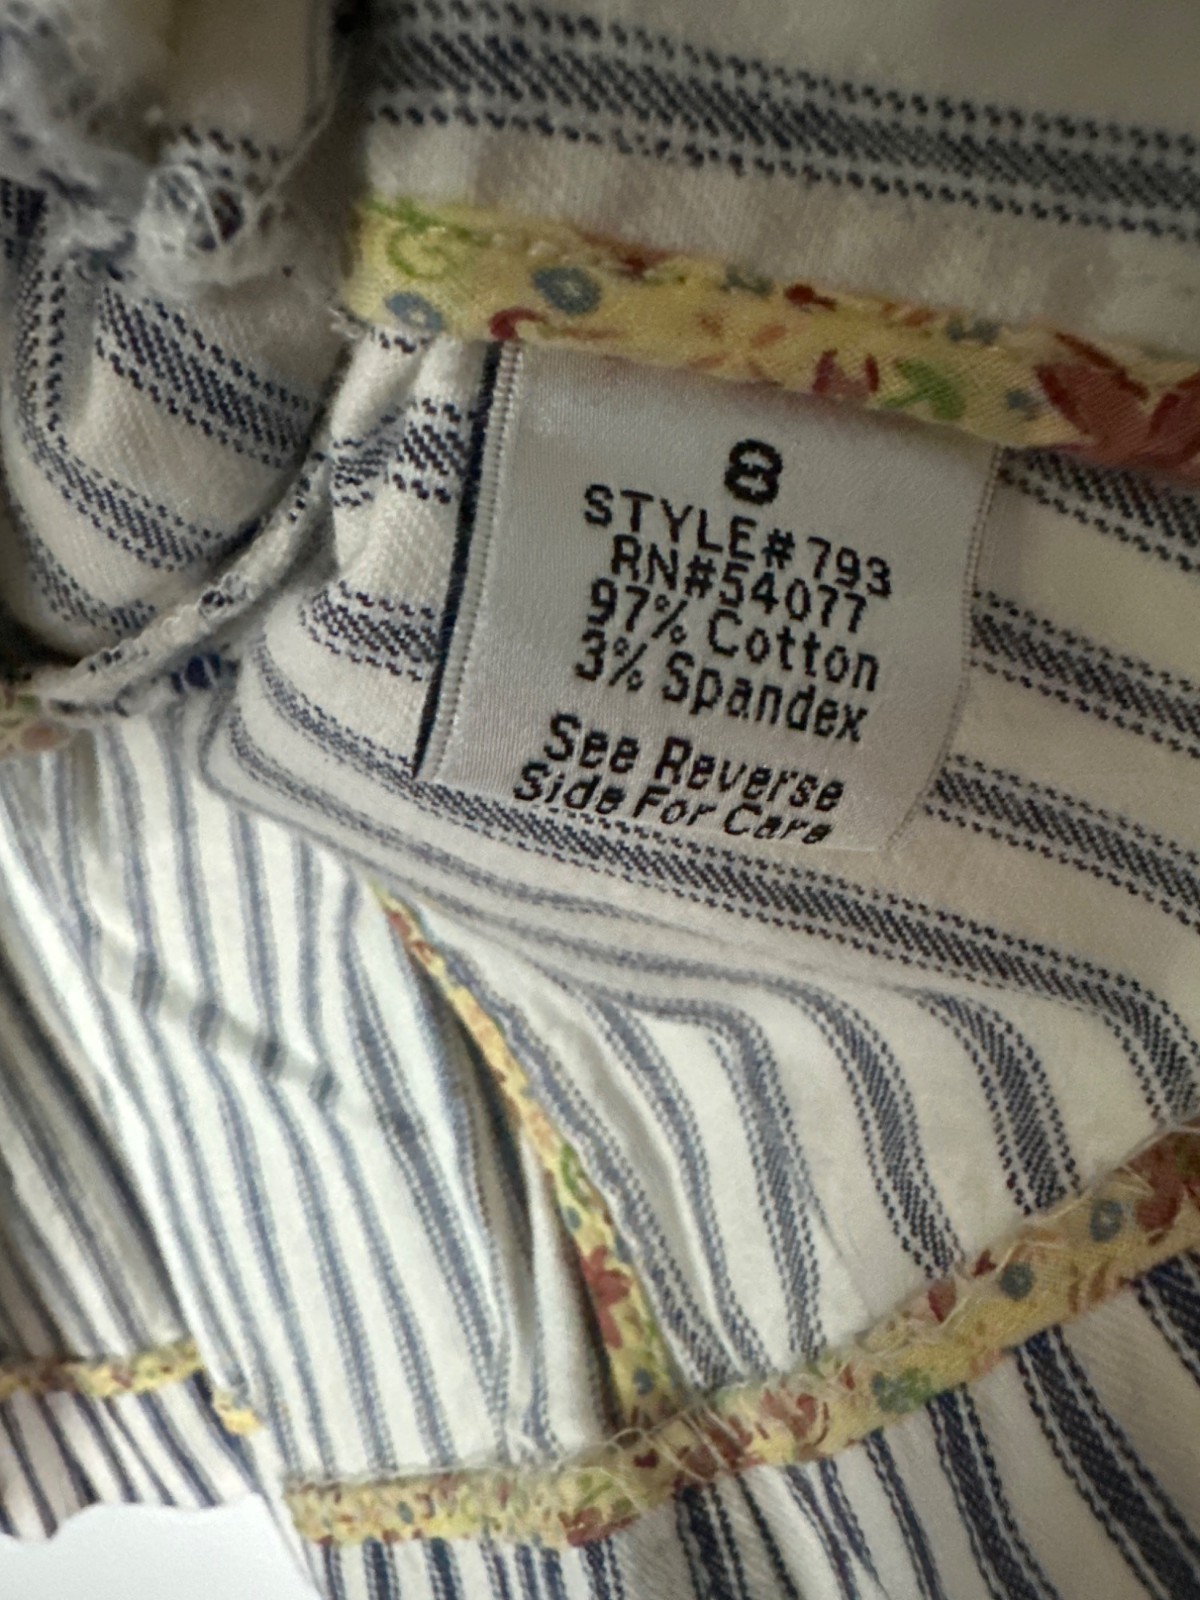 8
STYLE# 793
RN#54077
97% Cotton
3% Spandex
See Reverse
Side For Care